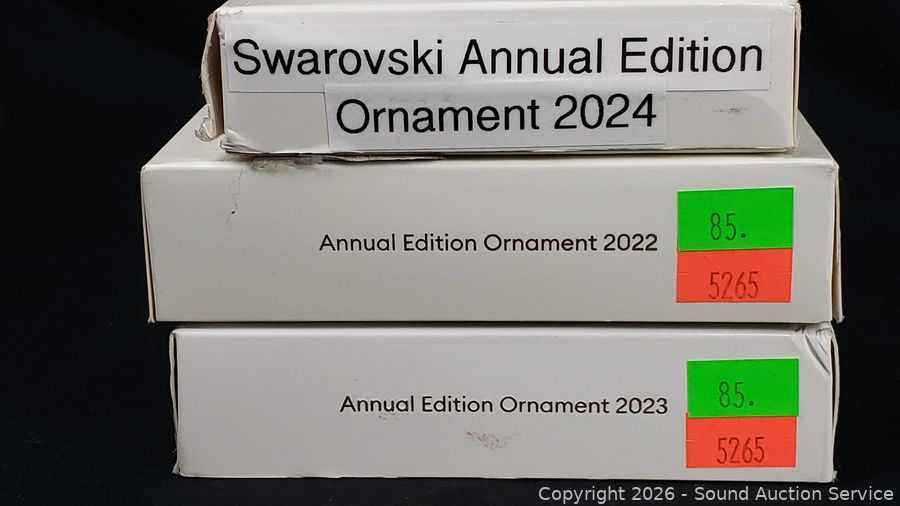 Swarovski Annual Edition
Ornament 2024
Annual Edition Ornament 2022
85.
5265
Annual Edition Ornament 2023
85.
5265
Copyright 2026 - Sound Auction Service